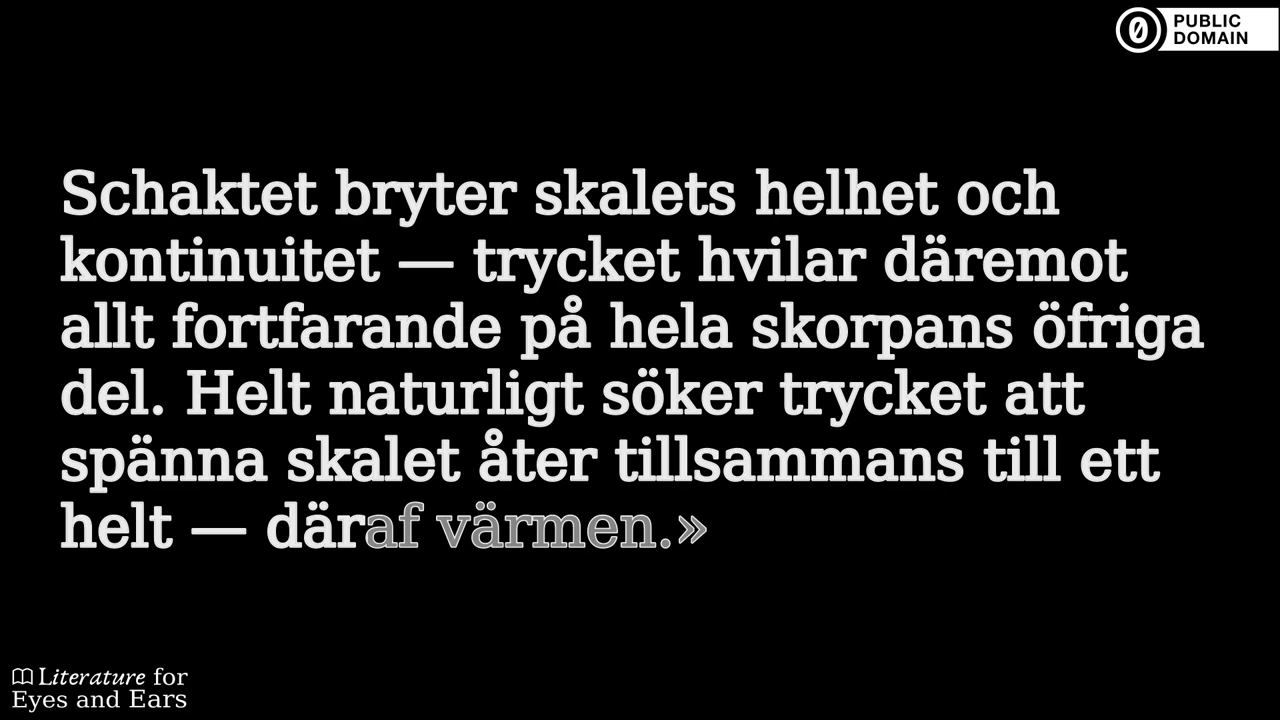 PUBLIC
DOMAIN
Schaktet bryter skalets helhet och
kontinuitet — trycket hvilar däremot
allt fortfarande på hela skorpans öfriga
del. Helt naturligt söker trycket att
spänna skalet åter tillsammans till ett
helt — däraf värmen.»
Literature for
Eyes and Ears